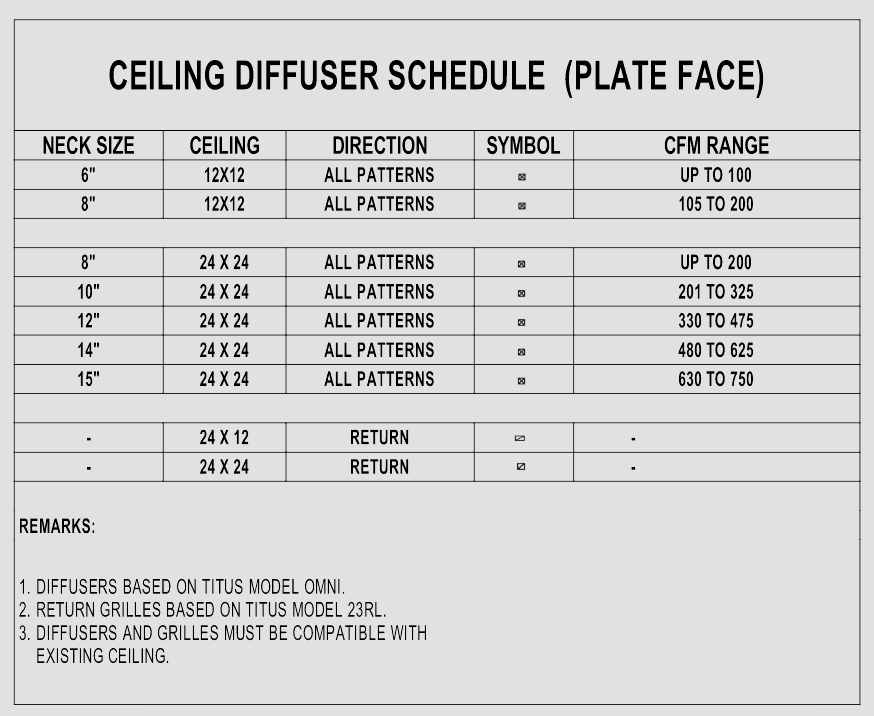 CEILING DIFFUSER SCHEDULE (PLATE FACE)
NECK SIZE CEILING DIRECTION SYMBOL CFM RANGE
6" 12X12 ALL PATTERNS UP TO 100
8" 12X12 ALL PATTERNS 105 TO 200
8" 24 X 24 ALL PATTERNS UP TO 200
10" 24 X 24 ALL PATTERNS 201 TO 325
12" 24 X 24 ALL PATTERNS 330 TO 475
14" 24 X 24 ALL PATTERNS 480 TO 625
15" 24 X 24 ALL PATTERNS 630 TO 750
- 24 X 12 RETURN -
- 24 X 24 RETURN -
REMARKS:
1. DIFFUSERS BASED ON TITUS MODEL OMNI.
2. RETURN GRILLES BASED ON TITUS MODEL 23RL.
3. DIFFUSERS AND GRILLES MUST BE COMPATIBLE WITH
EXISTING CEILING.